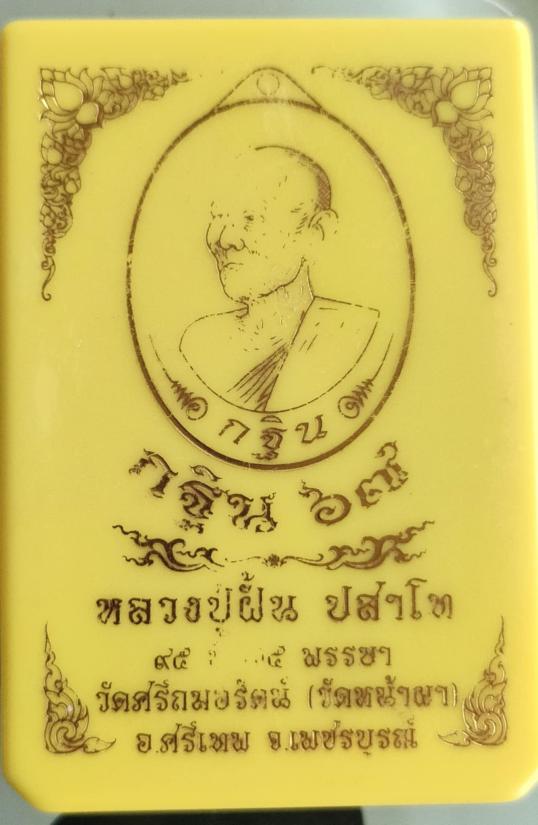 กฐิน
กฐิน ๖๗
หลวงปู่ฝั้น ปสาโท
๙๕ ๕ พรรษา
วัดศรีถมอรัตน์ (วัดหน้าผา)
อ.ศรีเทพ จ.เพชรบูรณ์